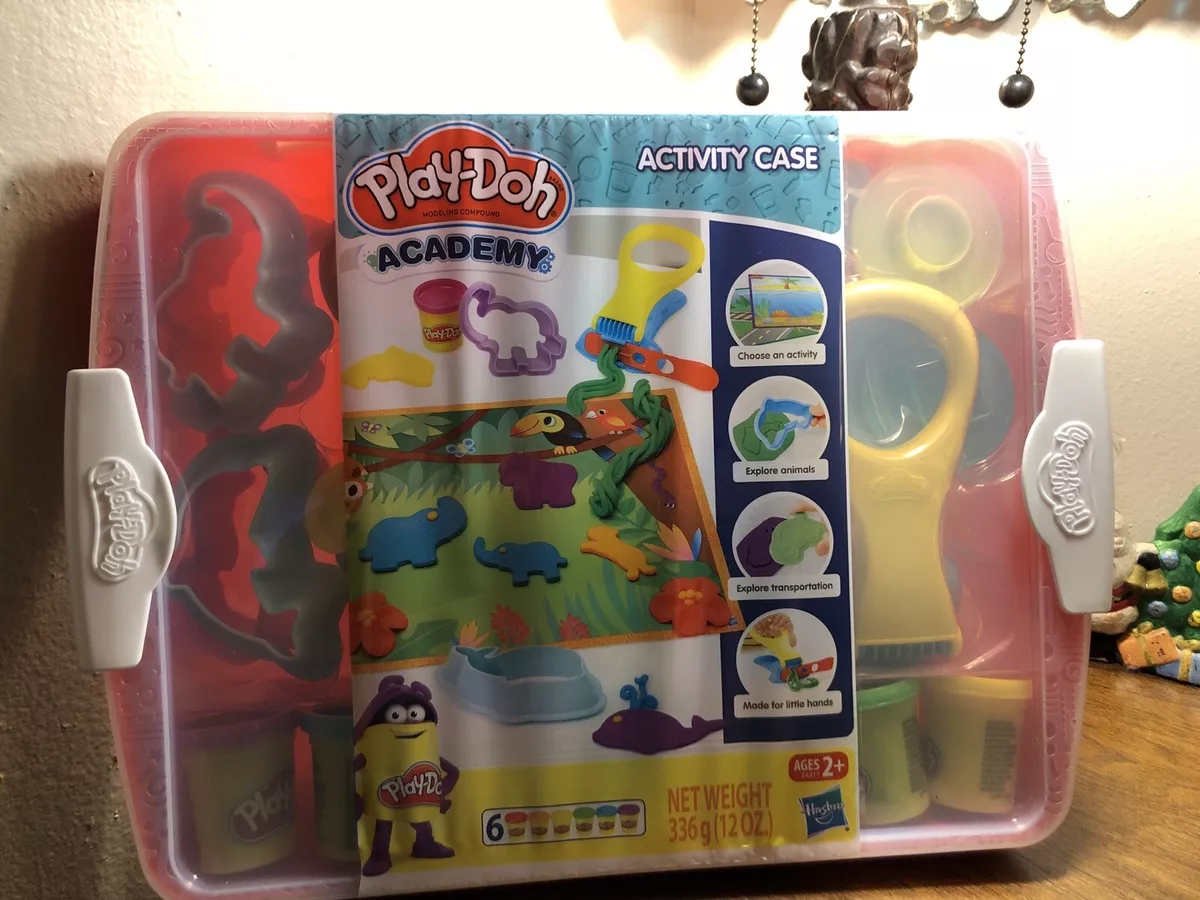 Play-Doh
MODELING COMPOUND
ACADEMY
ACTIVITY CASE
Play-Doh
Choose an activity
Explore animals
Explore transportation
Made for little hands
PLAY-DOH
PLAY-DOH
Play-Doh
Play
6
NET WEIGHT
336 g (12 OZ.)
AGES 2+
Hasbro